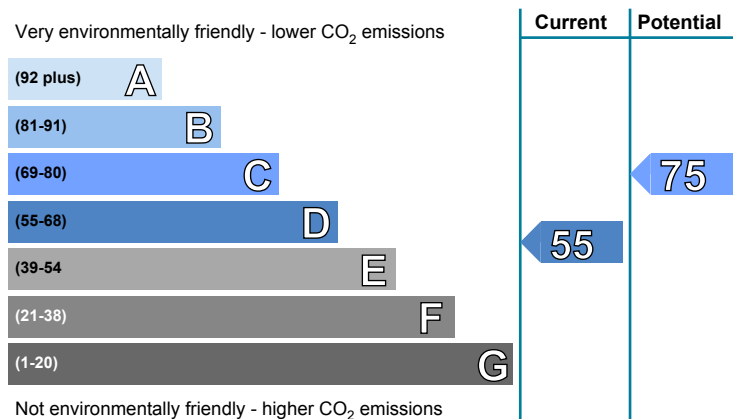 Current Potential
Very environmentally friendly - lower CO₂ emissions
(92 plus) A
(81-91) B
(69-80) C
75
(55-68) D
55
(39-54 E
(21-38) F
(1-20) G
Not environmentally friendly - higher CO₂ emissions